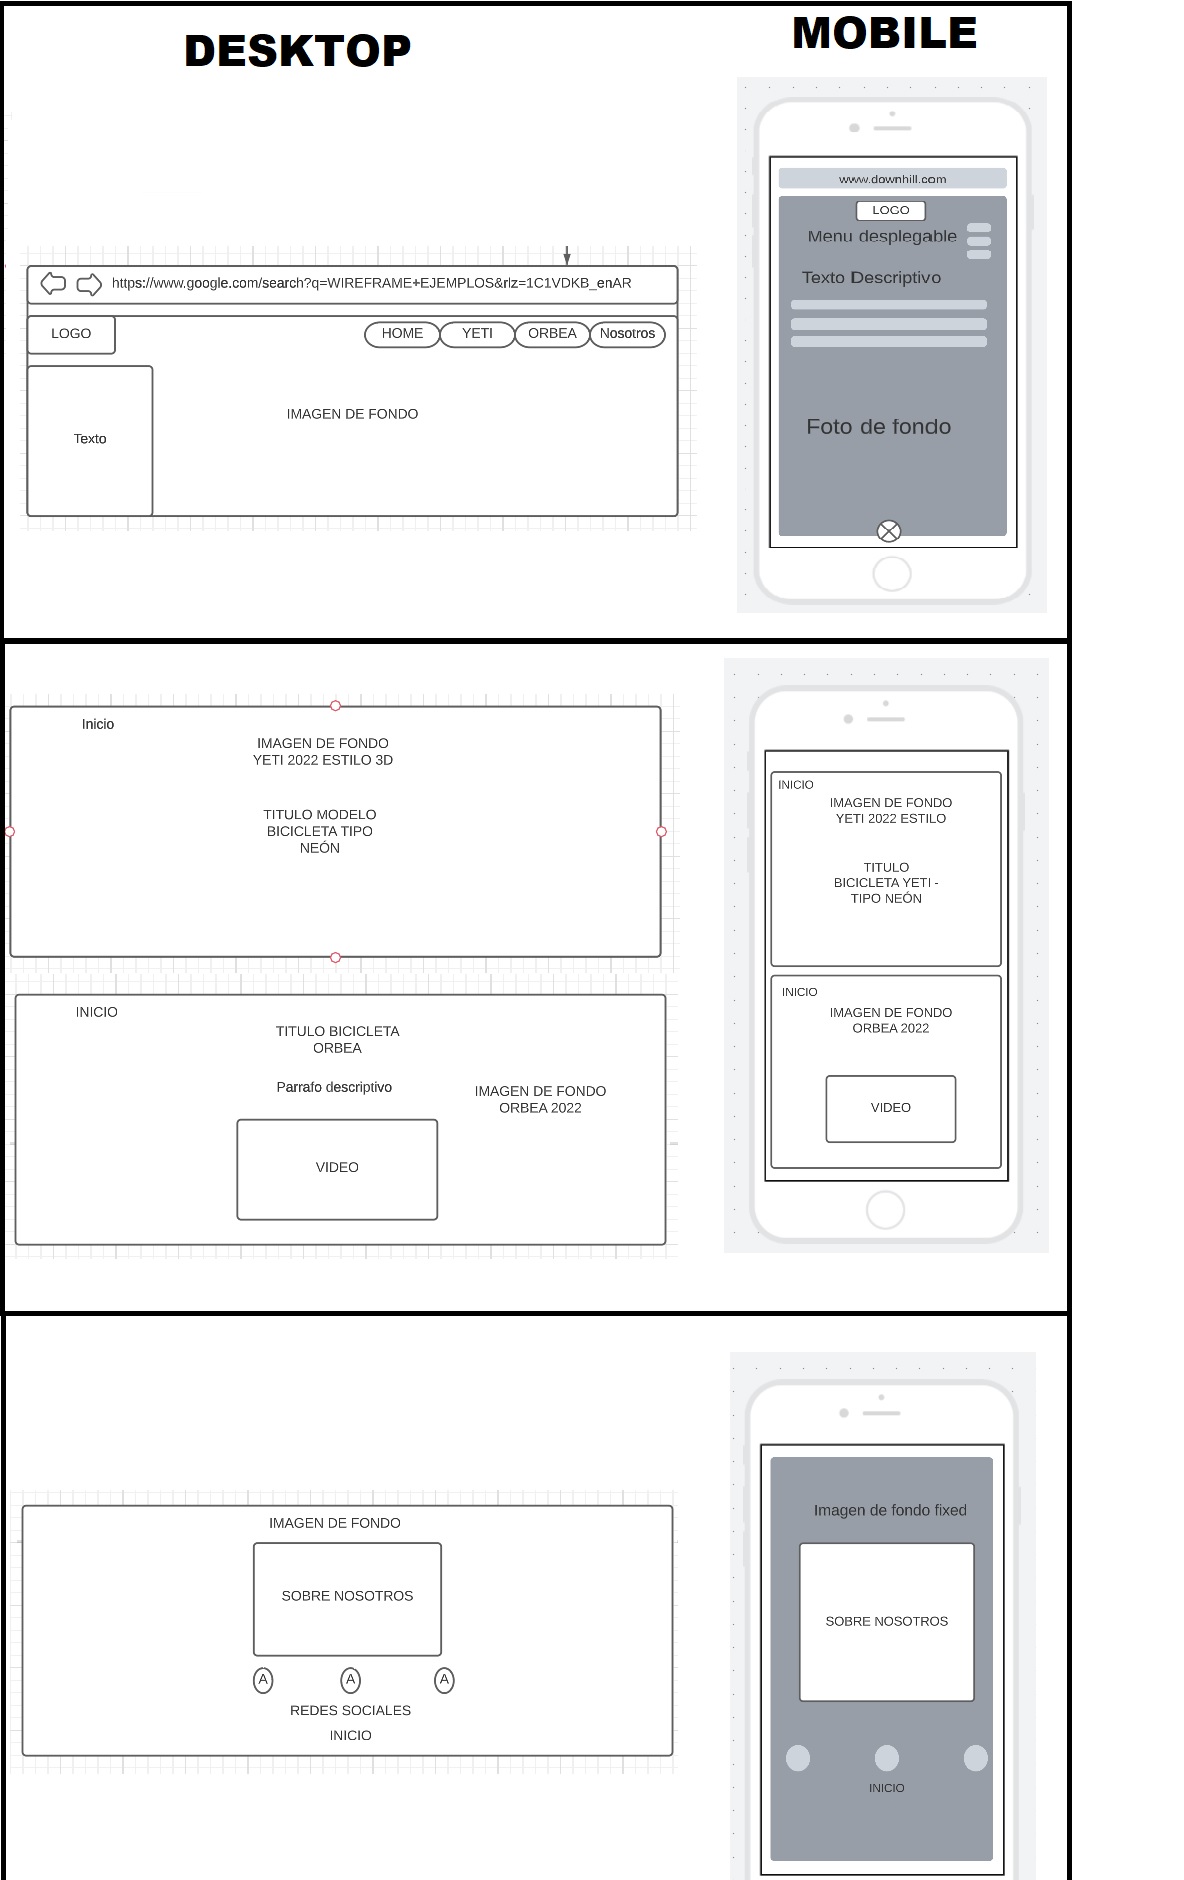 DESKTOP
MOBILE
https://www.google.com/search?q=WIREFRAME+EJEMPLOS&rlz=1C1VDKB_enAR
LOGO
HOME
YETI
ORBEA
Nosotros
Texto
IMAGEN DE FONDO
www.downhill.com
LOGO
Menu desplegable
Texto Descriptivo
Foto de fondo
Inicio
IMAGEN DE FONDO
YETI 2022 ESTILO 3D
TITULO MODELO
BICICLETA TIPO
NEÓN
INICIO
TITULO BICICLETA
ORBEA
Parrafo descriptivo
IMAGEN DE FONDO
ORBEA 2022
VIDEO
INICIO
IMAGEN DE FONDO
YETI 2022 ESTILO
TITULO
BICICLETA YETI -
TIPO NEÓN
INICIO
IMAGEN DE FONDO
ORBEA 2022
VIDEO
IMAGEN DE FONDO
SOBRE NOSOTROS
A
A
A
REDES SOCIALES
INICIO
Imagen de fondo fixed
SOBRE NOSOTROS
INICIO